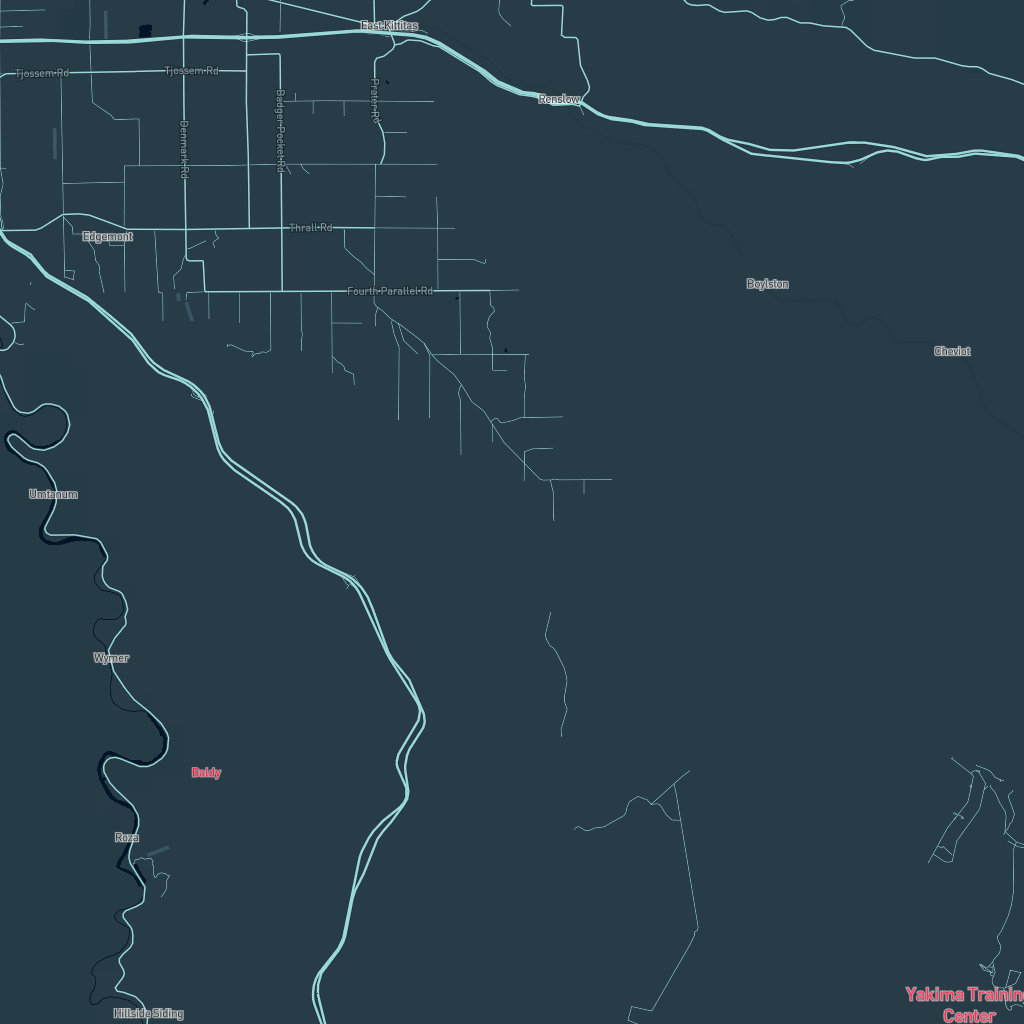 East Kittitas
Tjossem Rd
Tjossem Rd
Prater Rd
Badger Pocket Rd
Renslow
Denmark Rd
Thrall Rd
Edgemont
Boylston
Fourth Parallel Rd
Cheviot
Umtanum
Wymer
Baldy
Roza
Yakima Training
Center
Hillside Siding